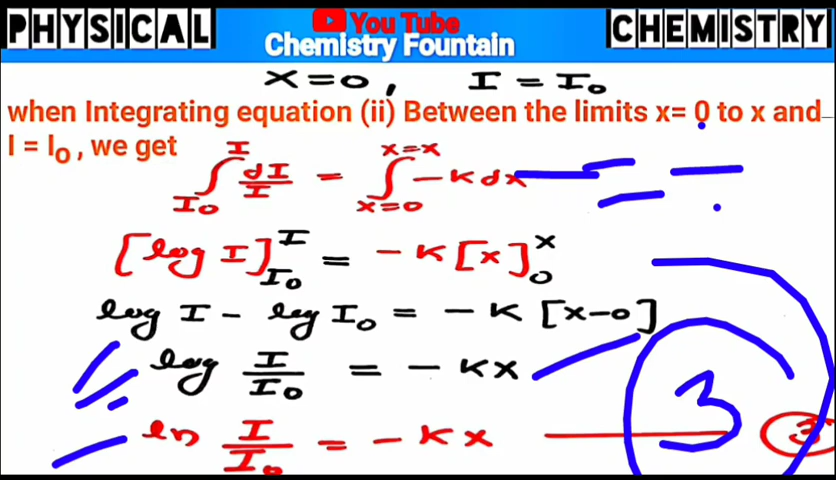 PHYSICAL
You Tube
Chemistry Fountain
CHEMISTRY
x=0, I = I₀
when Integrating equation (ii) Between the limits x= 0 to x and
I = I₀, we get
∫_{I₀}^{I} dI/I = ∫_{x=0}^{x=x} -K dx
[log I]_{I₀}^{I} = -K [x]_{0}^{x}
log I - log I₀ = -K [x-0]
log I/I₀ = -Kx
ln I/I₀ = -Kx 3
3